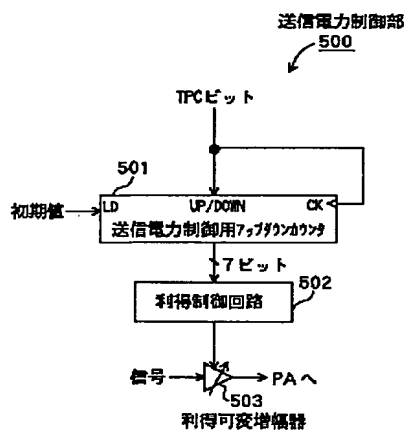 送信電力制御部
500
TPCビット
501
初期値
LD
UP/DOWN
CK
送信電力制御用アップダウンカウンタ
7ビット
502
利得制御回路
信号
PAへ
503
利得可変増幅器